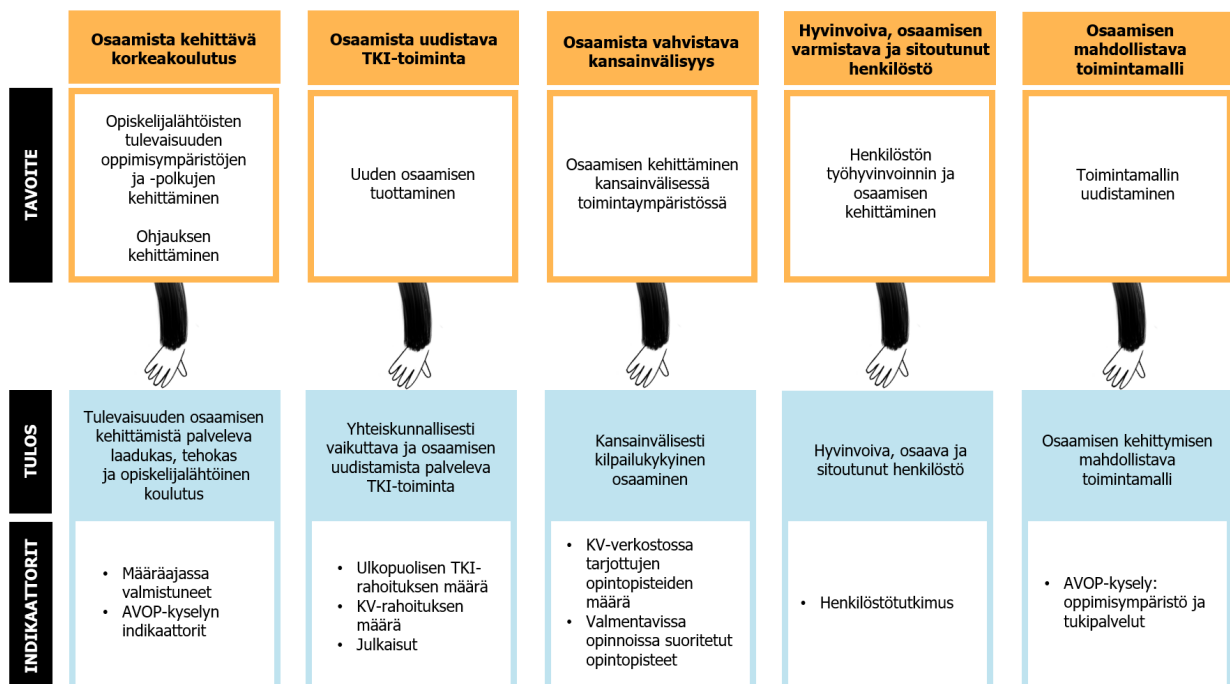 Osaamista kehittävä
korkeakoulutus
Osaamista uudistava
TKI-toiminta
Osaamista vahvistava
kansainvälisyys
Hyvinvoiva, osaamisen
varmistava ja sitoutunut
henkilöstö
Osaamisen
mahdollistava
toimintamalli
TAVOITE
Opiskelijalähtöisten
tulevaisuuden
oppimisympäristöjen
ja -polkujen
kehittäminen
Ohjauksen
kehittäminen
Uuden osaamisen
tuottaminen
Osaamisen kehittäminen
kansainvälisessä
toimintaympäristössä
Henkilöstön
työhyvinvoinnin ja
osaamisen
kehittäminen
Toimintamallin
uudistaminen
TULOS
Tulevaisuuden osaamisen
kehittämistä palveleva
laadukas, tehokas
ja opiskelijalähtöinen
koulutus
Yhteiskunnallisesti
vaikuttava ja osaamisen
uudistamista palveleva
TKI-toiminta
Kansainvälisesti
kilpailukykyinen
osaaminen
Hyvinvoiva, osaava ja
sitoutunut henkilöstö
Osaamisen kehittymisen
mahdollistava
toimintamalli
INDIKAATTORIT
• Määräajassa
valmistuneet
• AVOP-kyselyn
indikaattorit
• Ulkopuolisen TKI-
rahoituksen määrä
• KV-rahoituksen
määrä
• Julkaisut
• KV-verkostossa
tarjottujen
opintopisteiden
määrä
• Valmentavissa
opinnoissa suoritetut
opintopisteet
• Henkilöstötutkimus
• AVOP-kysely:
oppimisympäristö ja
tukipalvelut